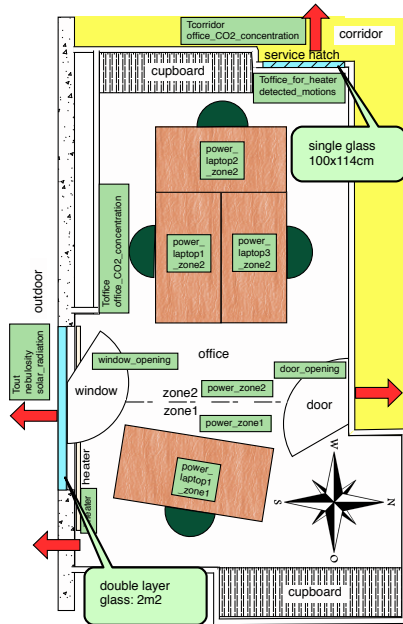 Tcorridor
office_CO2_concentration
corridor
service hatch
cupboard
Toffice_for_heater
detected_motions
single glass
100x114cm
power_
laptop2
_zone2
power_
laptop1
_zone2
power_
laptop3
_zone2
Toffice
office_CO2_concentration
outdoor
Tout
nebulosity
solar_radiation
window_opening
office
door_opening
window
zone2
zone1
power_zone2
power_zone1
door
heater
heater
power_
laptop1
_zone1
W
S
N
O
double layer
glass: 2m2
cupboard